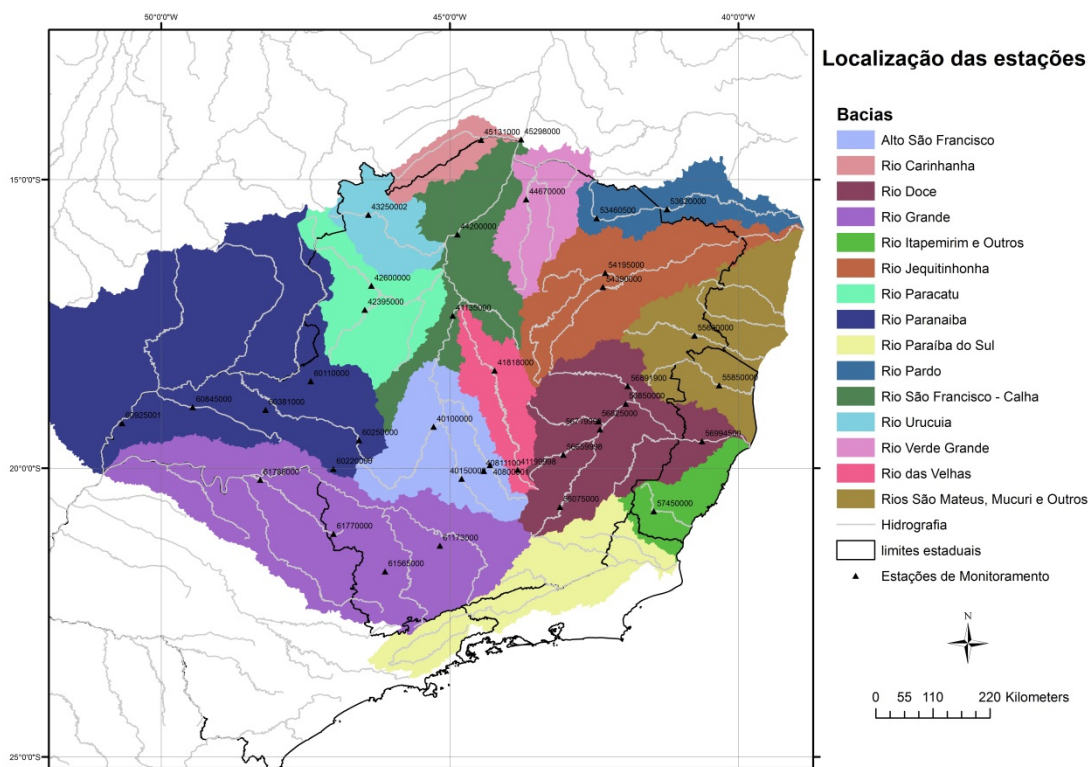 50°0'0"W
45°0'0"W
40°0'0"W
Localização das estações
Bacias
Alto São Francisco
Rio Carinhanha
Rio Doce
Rio Grande
Rio Itapemirim e Outros
Rio Jequitinhonha
Rio Paracatu
Rio Paranaiba
Rio Paraíba do Sul
Rio Pardo
Rio São Francisco - Calha
Rio Urucuia
Rio Verde Grande
Rio das Velhas
Rios São Mateus, Mucuri e Outros
Hidrografia
limites estaduais
Estações de Monitoramento
N
0 55 110 220 Kilometers
15°0'0"S
20°0'0"S
25°0'0"S
45131000
45298000
43250002
44670000
53460500
53620000
44200000
42600000
42395000
54195000
54390000
41135000
55630000
41818000
60110000
56891900
55850000
60845000
60381000
56850000
60925001
40100000
56825000
60250000
56994500
56659998
60220000
41199998
40811100
40150000
40800001
61786000
56075000
57450000
61770000
61173000
61565000